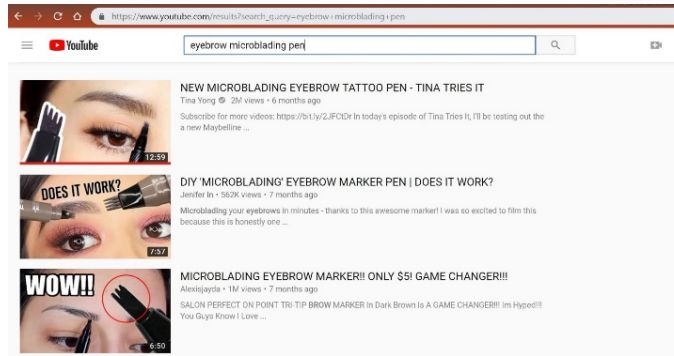 https://www.youtube.com/results?search_query=eyebrow+microblading+pen
YouTube
eyebrow microblading pen
NEW MICROBLADING EYEBROW TATTOO PEN - TINA TRIES IT
Tina Yong 2M views • 6 months ago
Subscribe for more videos: https://bit.ly/2JFCtDr In today's episode of Tina Tries It, I'll be testing out the
a new Maybelline ...
12:59
DOES IT WORK?
DIY 'MICROBLADING' EYEBROW MARKER PEN | DOES IT WORK?
Jenifer In • 562K views • 7 months ago
Microblading your eyebrows in minutes - thanks to this awesome marker! I was so excited to film this
because this is honestly one ...
7:57
WOW!!
MICROBLADING EYEBROW MARKER!! ONLY $5! GAME CHANGER!!!
Alexisjayda • 1M views • 7 months ago
SALON PERFECT ON POINT TRI-TIP BROW MARKER In Dark Brown Is A GAME CHANGER!!! Im Hyped!!!
You Guys Know I Love ...
6:50